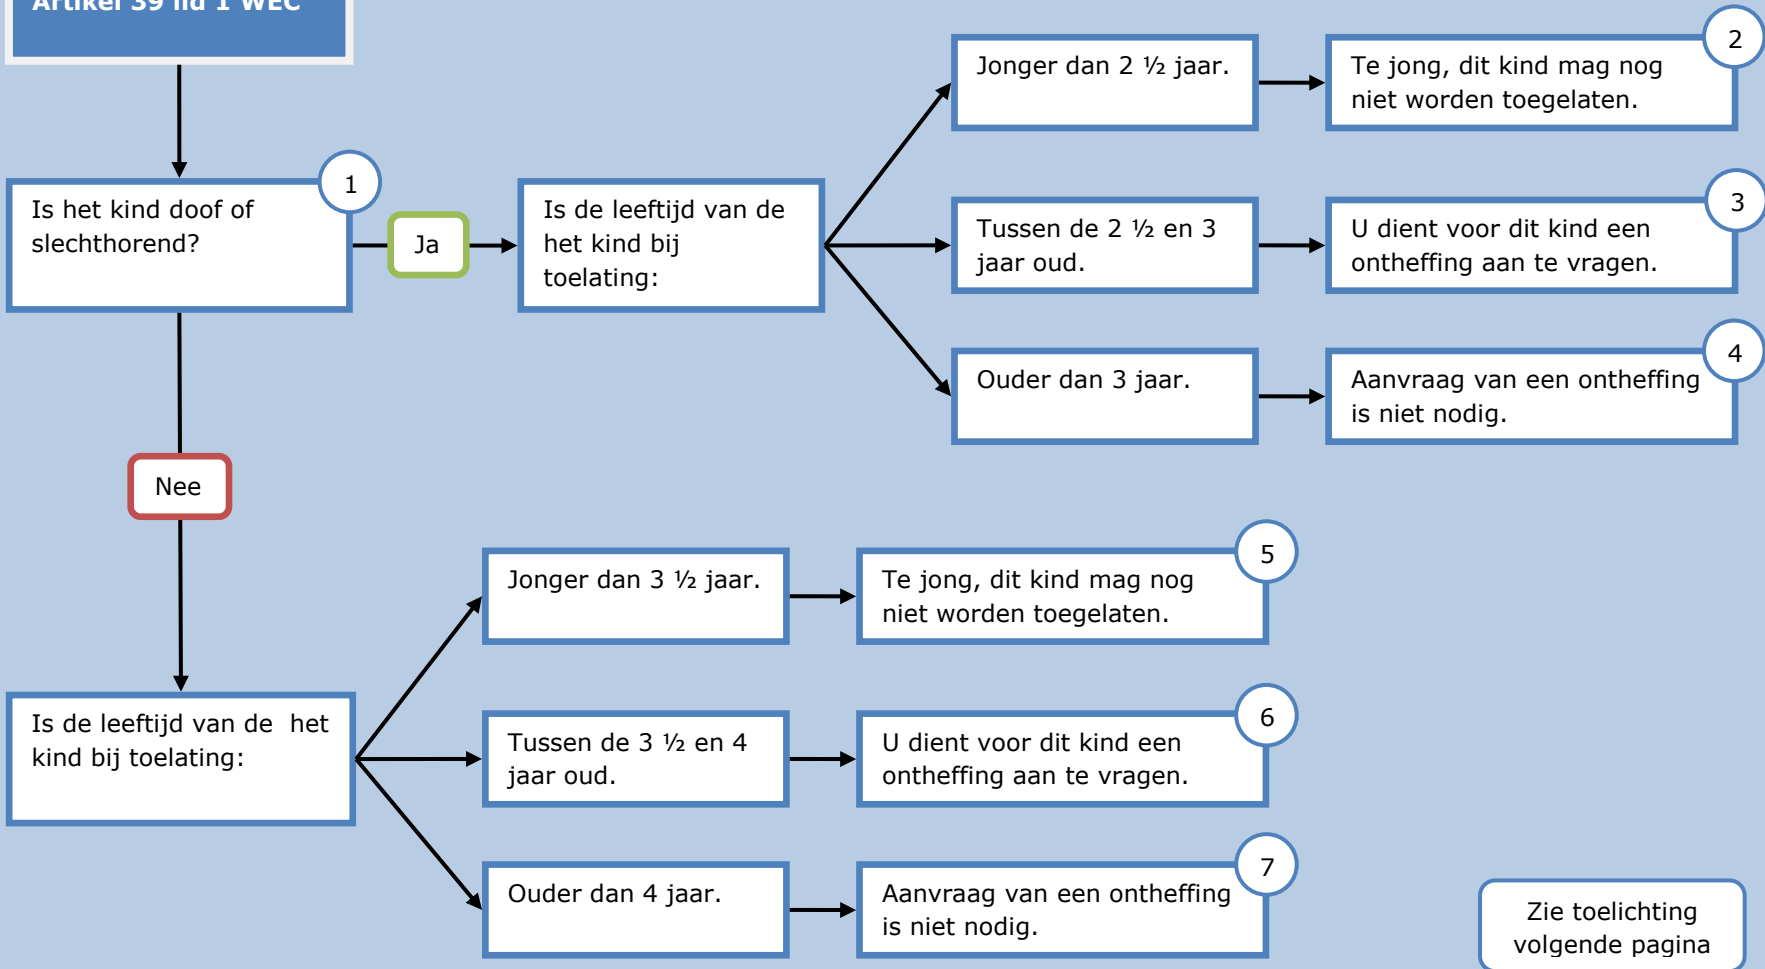 Artikel 39 lid 1 WEC
1
Is het kind doof of
slechthorend?
Ja
Is de leeftijd van de
het kind bij
toelating:
Jonger dan 2 ½ jaar.
2
Te jong, dit kind mag nog
niet worden toegelaten.
Tussen de 2 ½ en 3
jaar oud.
3
U dient voor dit kind een
ontheffing aan te vragen.
Ouder dan 3 jaar.
4
Aanvraag van een ontheffing
is niet nodig.
Nee
Is de leeftijd van de  het
kind bij toelating:
Jonger dan 3 ½ jaar.
5
Te jong, dit kind mag nog
niet worden toegelaten.
Tussen de 3 ½ en 4
jaar oud.
6
U dient voor dit kind een
ontheffing aan te vragen.
Ouder dan 4 jaar.
7
Aanvraag van een ontheffing
is niet nodig.
Zie toelichting
volgende pagina